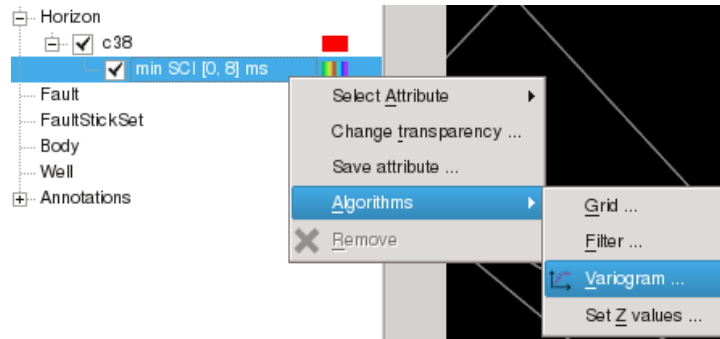 Horizon
c38
min SCI [0, 8] ms
Fault
Select Attribute
FaultStickSet
Change transparency ...
Body
Well
Save attribute ...
Annotations
Algorithms
Grid ...
Remove
Filter ...
Variogram ...
Set Z values ...